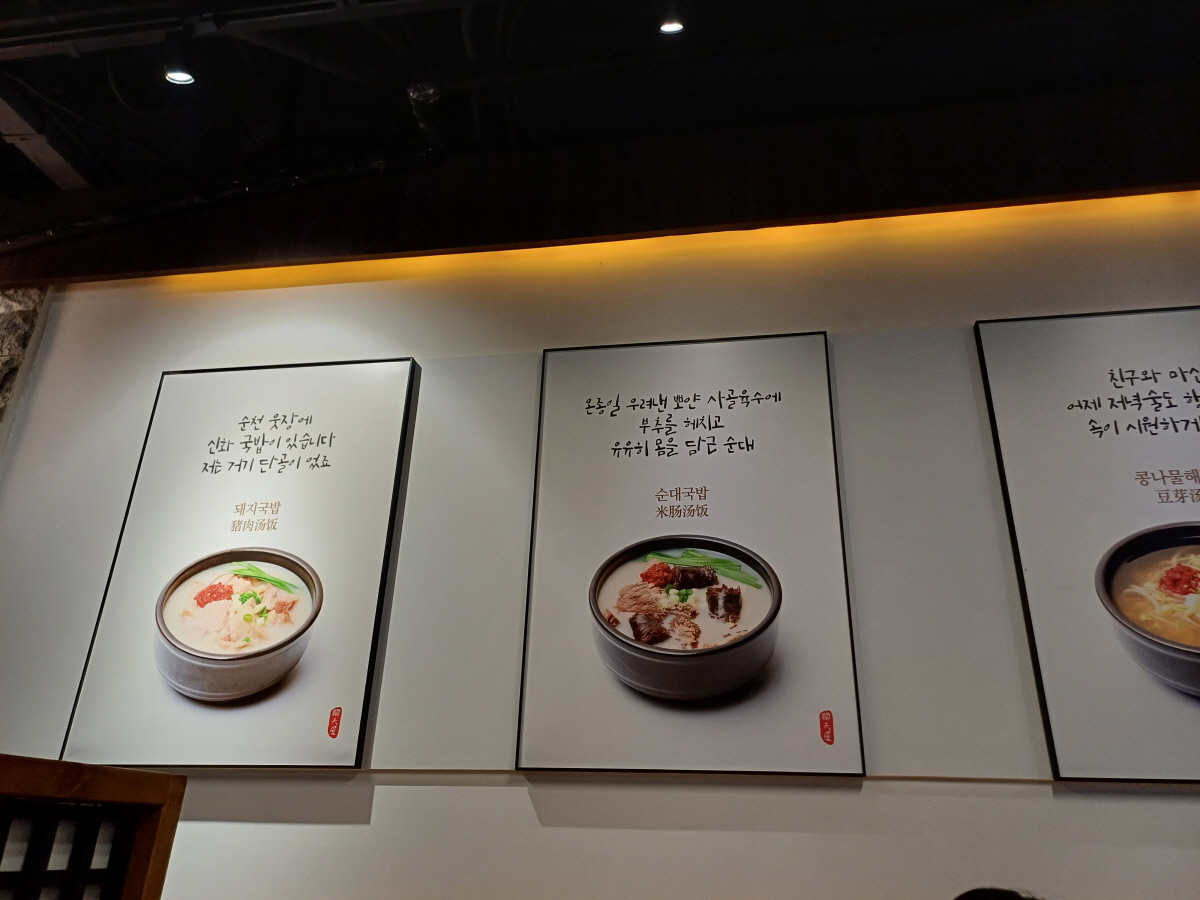 순천 웃장에
신화 국밥이 있습니다
저는 거기 단골이 였죠
돼지국밥
猪肉汤饭
온종일 우려낸 뽀얀 사골육수에
부추를 헤치고
유유히 몸을 담근 순대
순대국밥
米肠汤饭
친구와 마신
어제 저녁술도
속이 시원하게
콩나물해
豆芽汤